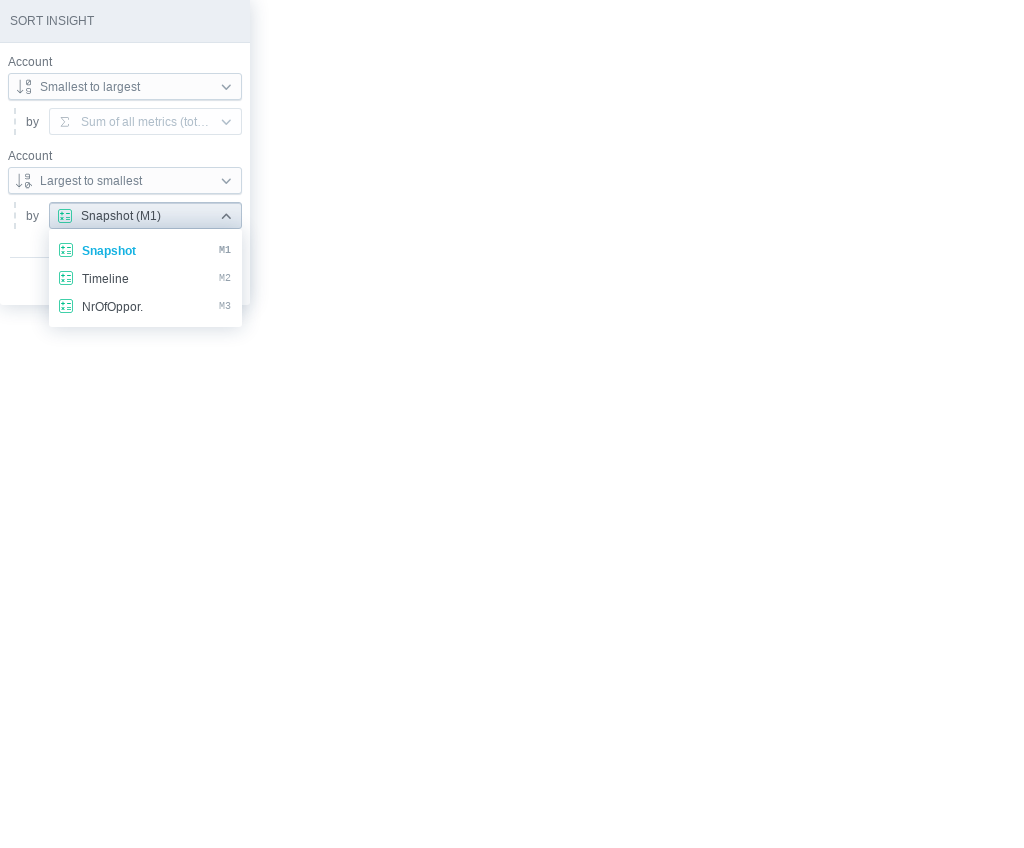 SORT INSIGHT
Account
Smallest to largest
by Sum of all metrics (tot…
Account
Largest to smallest
by Snapshot (M1)
Snapshot M1
Timeline M2
NrOfOppor. M3